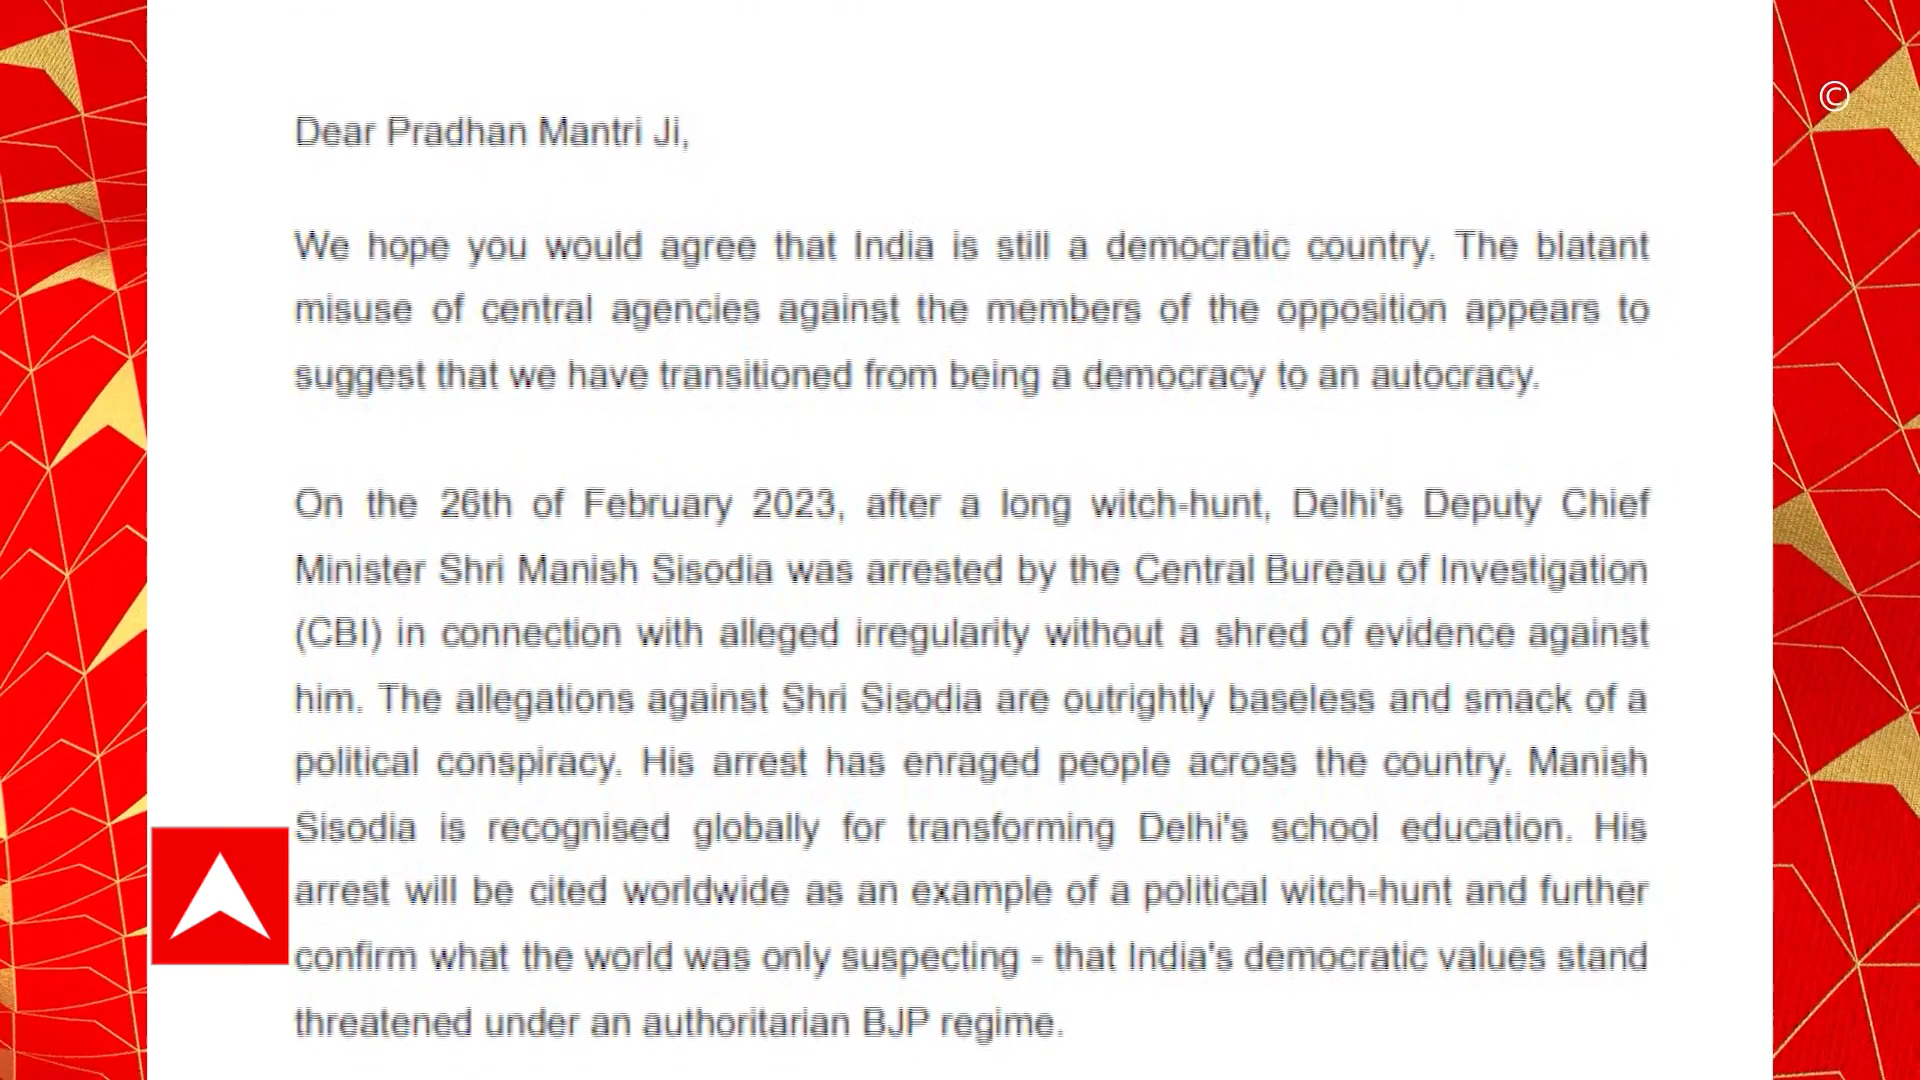 ©
Dear Pradhan Mantri Ji,
We hope you would agree that India is still a democratic country. The blatant
misuse of central agencies against the members of the opposition appears to
suggest that we have transitioned from being a democracy to an autocracy.
On the 26th of February 2023, after a long witch-hunt, Delhi's Deputy Chief
Minister Shri Manish Sisodia was arrested by the Central Bureau of Investigation
(CBI) in connection with alleged irregularity without a shred of evidence against
him. The allegations against Shri Sisodia are outrightly baseless and smack of a
political conspiracy. His arrest has enraged people across the country. Manish
Sisodia is recognised globally for transforming Delhi's school education. His
arrest will be cited worldwide as an example of a political witch-hunt and further
confirm what the world was only suspecting - that India's democratic values stand
threatened under an authoritarian BJP regime.